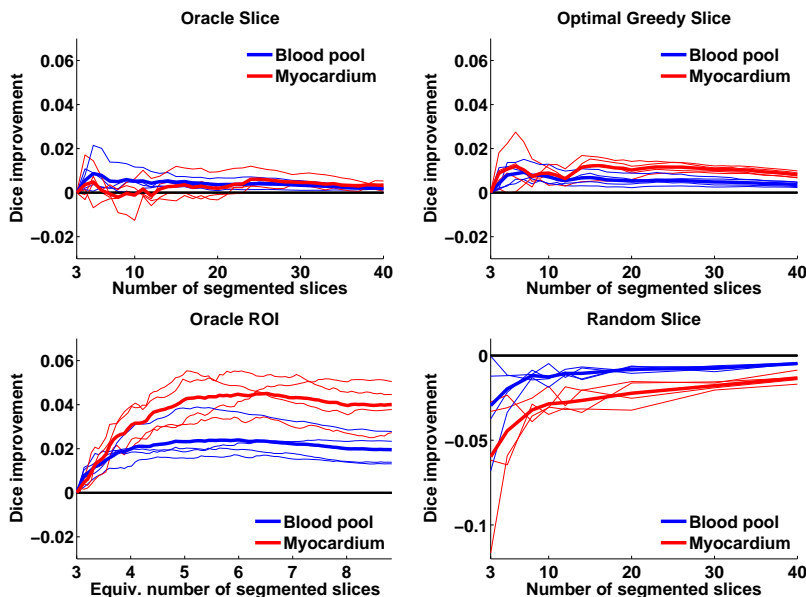 Oracle Slice
Dice improvement
0.06
0.04
0.02
0
−0.02
Blood pool
Myocardium
3 10 20 30 40
Number of segmented slices
Optimal Greedy Slice
Dice improvement
0.06
0.04
0.02
0
−0.02
Blood pool
Myocardium
3 10 20 30 40
Number of segmented slices
Oracle ROI
Dice improvement
0.06
0.04
0.02
0
−0.02
Blood pool
Myocardium
3 4 5 6 7 8
Equiv. number of segmented slices
Random Slice
Dice improvement
0
−0.05
−0.1
Blood pool
Myocardium
3 10 20 30 40
Number of segmented slices